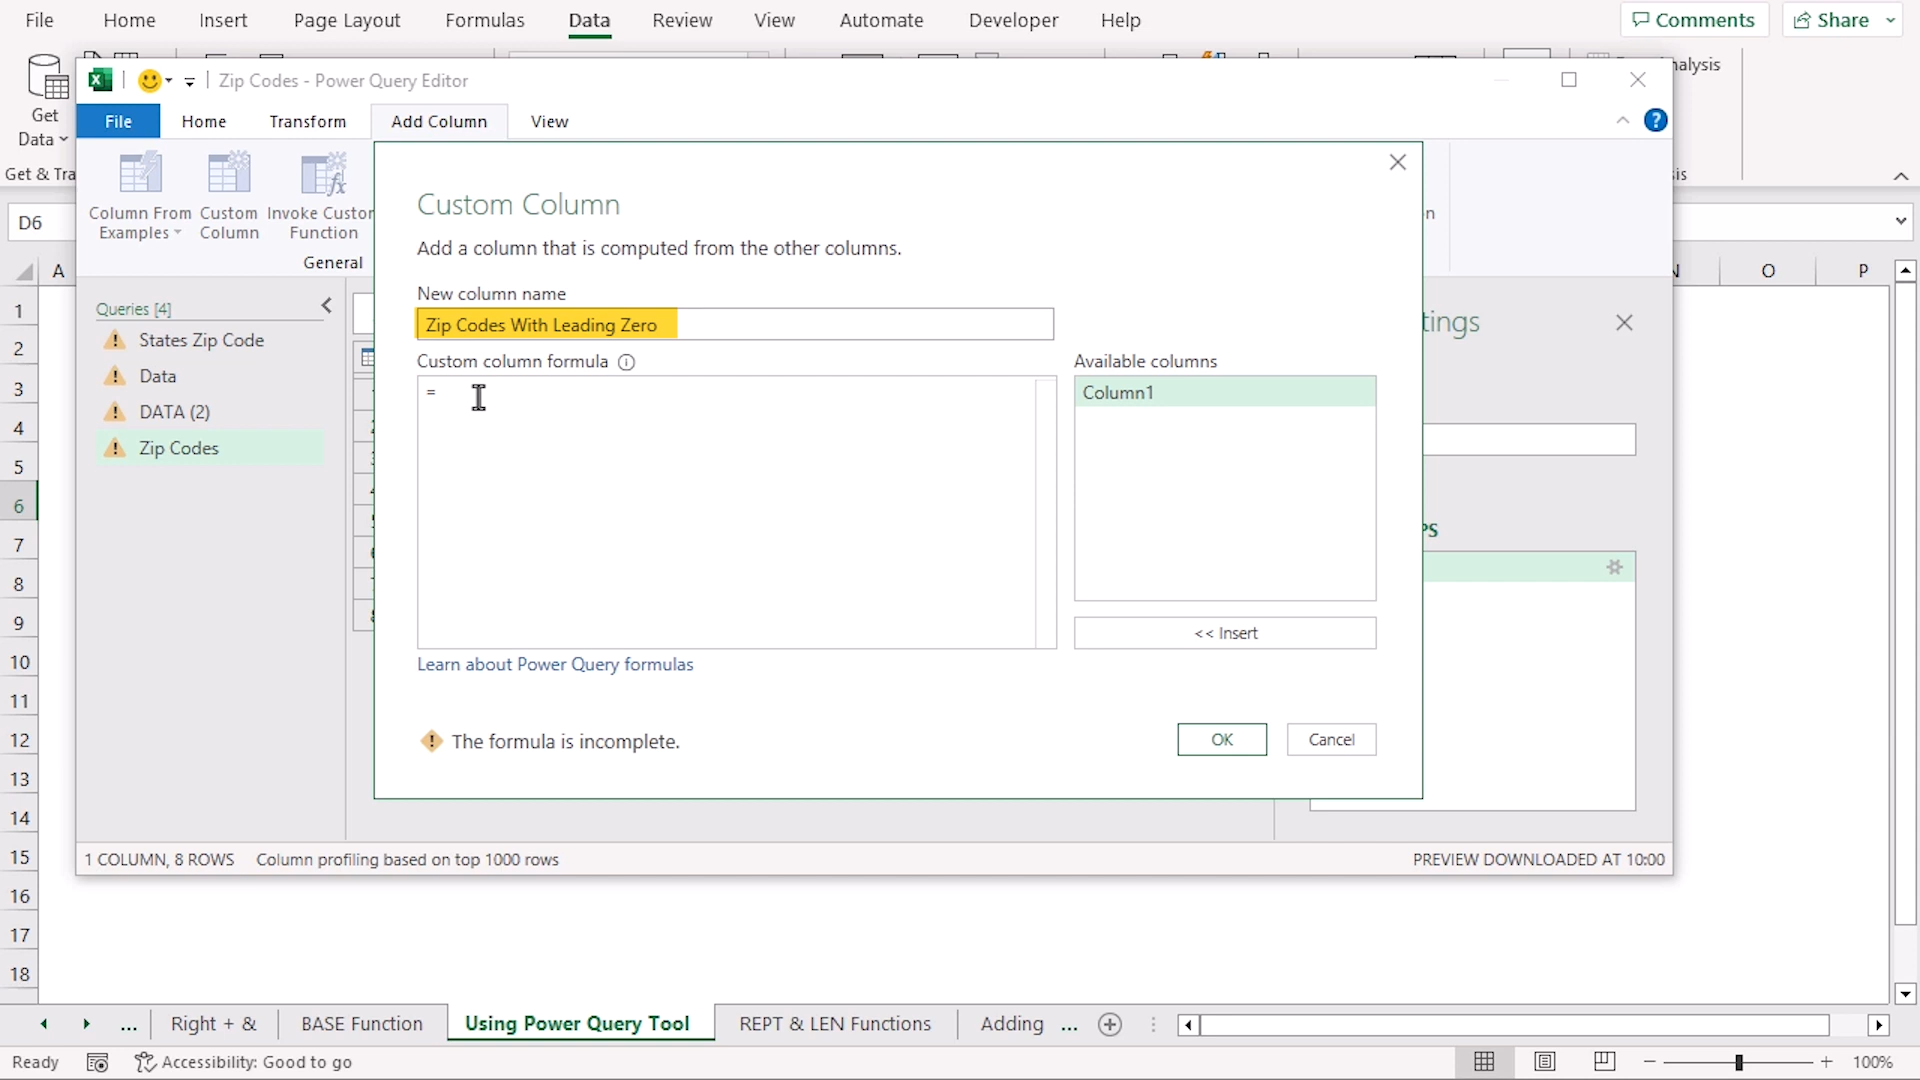 File Home Insert Page Layout Formulas Data Review View Automate Developer Help Comments Share
Get
Data
Get & Tra
Zip Codes - Power Query Editor
File Home Transform Add Column View
Column From
Examples
Custom
Column
Invoke Custor
Function
General
D6
Custom Column
Add a column that is computed from the other columns.
New column name
Zip Codes With Leading Zero
Custom column formula
=
Available columns
Column1
<< Insert
Learn about Power Query formulas
The formula is incomplete.
OK Cancel
Queries [4]
States Zip Code
Data
DATA (2)
Zip Codes
tings
PS
1 COLUMN, 8 ROWS Column profiling based on top 1000 rows PREVIEW DOWNLOADED AT 10:00
A N O P
1
2
3
4
5
6
7
8
9
10
11
12
13
14
15
16
17
18
... Right + & BASE Function Using Power Query Tool REPT & LEN Functions Adding ...
Ready Accessibility: Good to go 100%